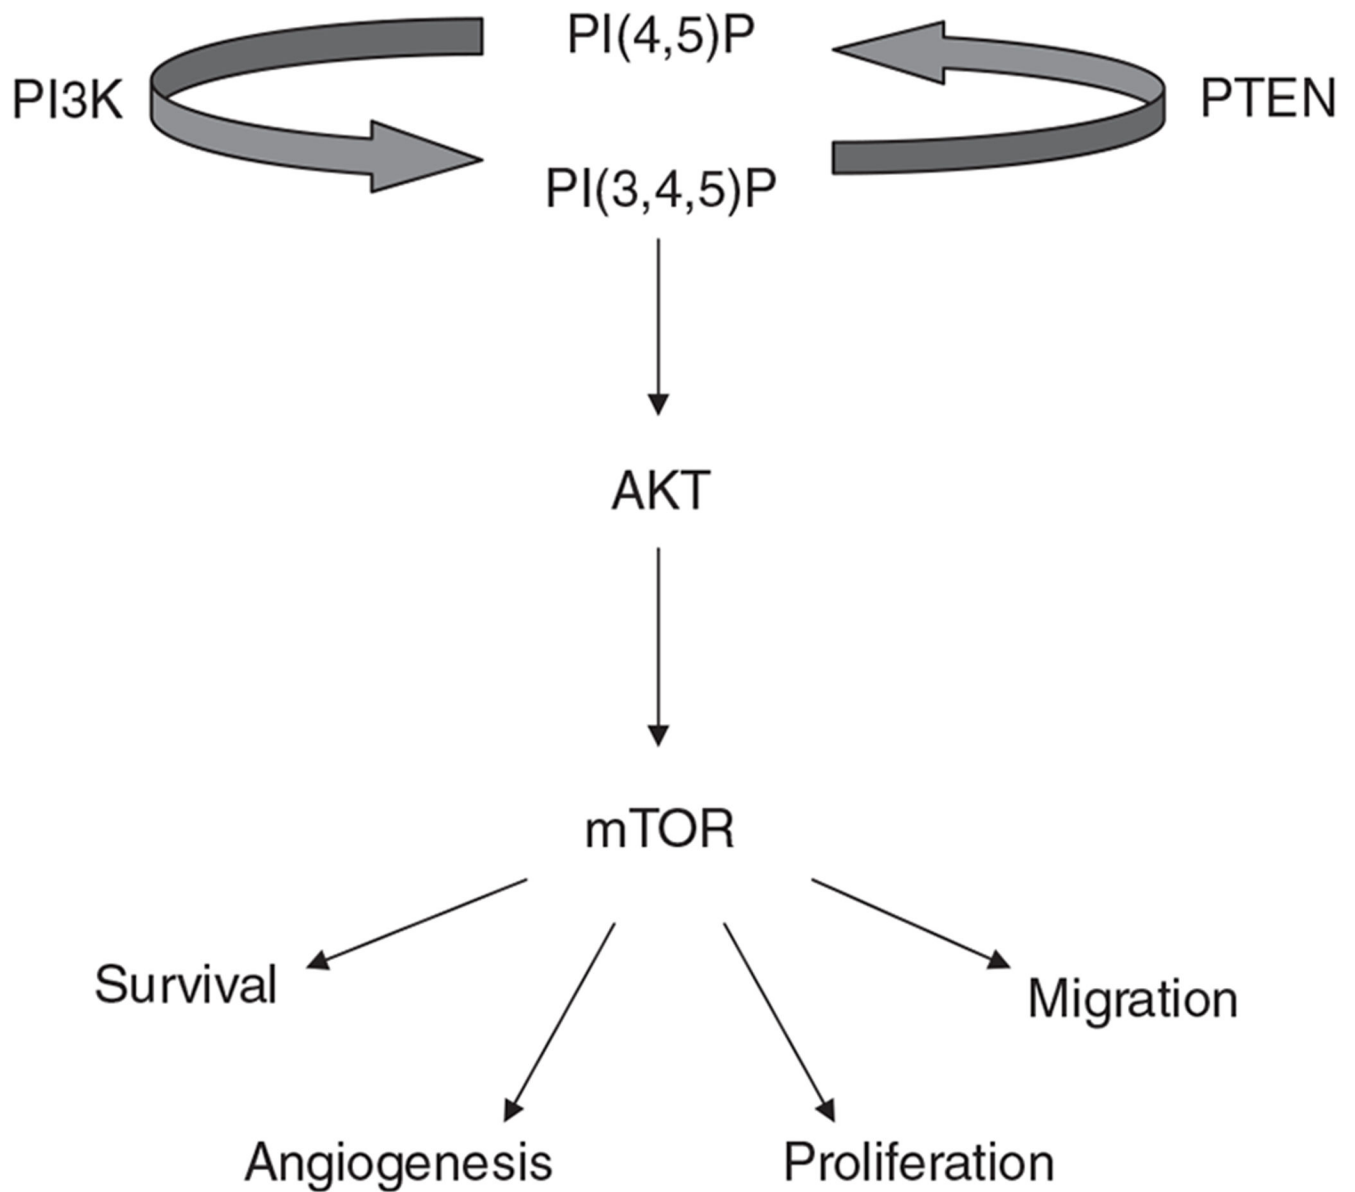 PI(4,5)P
PI3K
PTEN
PI(3,4,5)P
AKT
mTOR
Survival
Migration
Angiogenesis
Proliferation